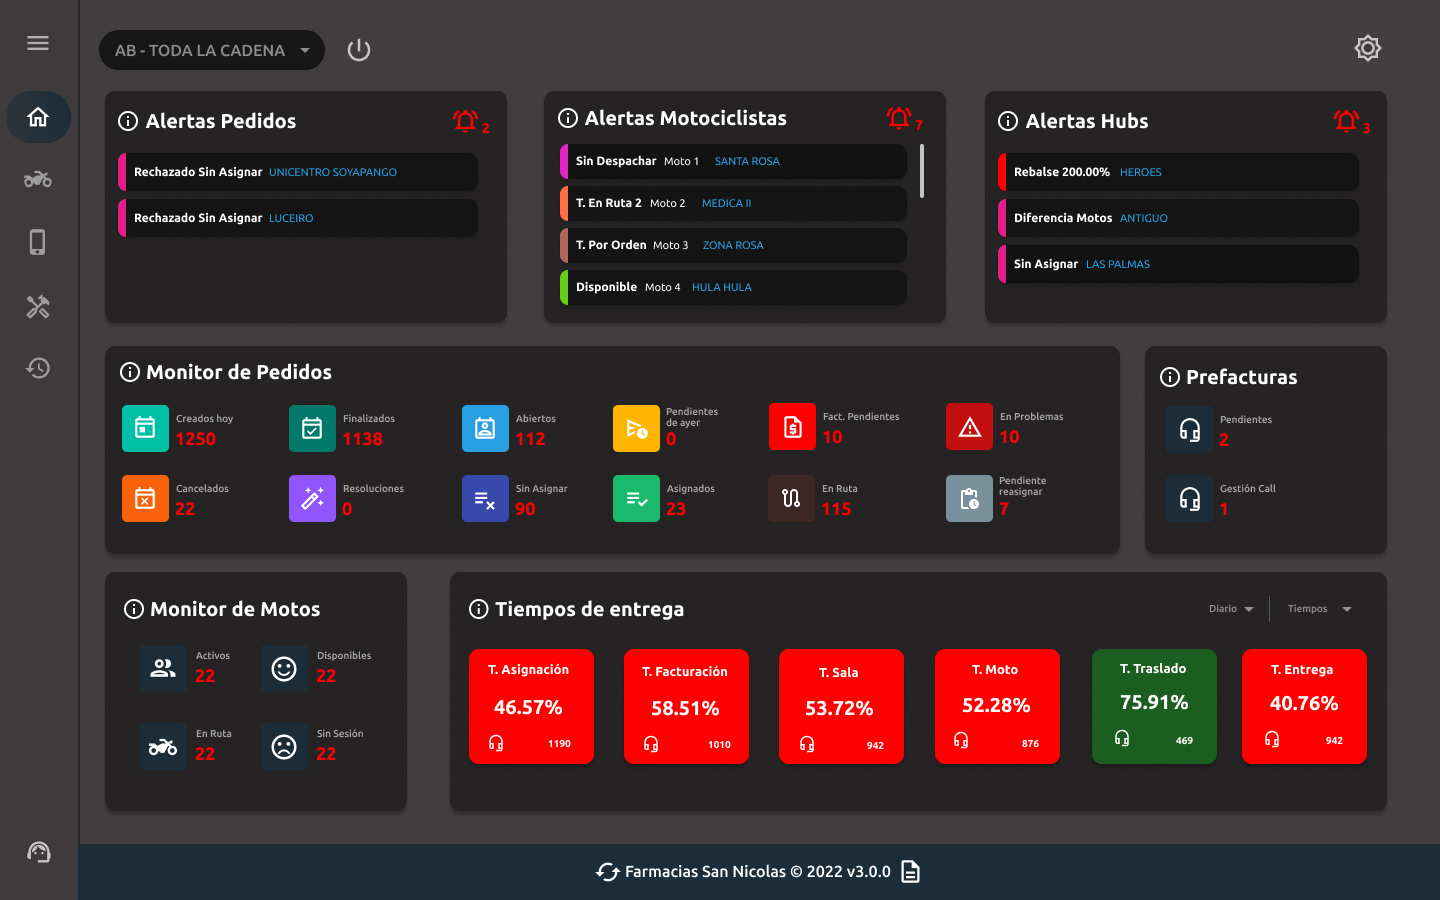 AB - TODA LA CADENA
Alertas Pedidos
2
Rechazado Sin Asignar UNICENTRO SOYAPANGO
Rechazado Sin Asignar LUCEIRO
Alertas Motociclistas
7
Sin Despachar Moto 1 SANTA ROSA
T. En Ruta 2 Moto 2 MEDICA II
T. Por Orden Moto 3 ZONA ROSA
Disponible Moto 4 HULA HULA
Alertas Hubs
3
Rebalse 200.00% HEROES
Diferencia Motos ANTIGUO
Sin Asignar LAS PALMAS
Monitor de Pedidos
Creados hoy
1250
Finalizados
1138
Abiertos
112
Pendientes
de ayer
0
Fact. Pendientes
10
En Problemas
10
Cancelados
22
Resoluciones
0
Sin Asignar
90
Asignados
23
En Ruta
115
Pendiente
reasignar
7
Prefacturas
Pendientes
2
Gestión Call
1
Monitor de Motos
Activos
22
Disponibles
22
En Ruta
22
Sin Sesión
22
Tiempos de entrega
Diario
Tiempos
T. Asignación
46.57%
1190
T. Facturación
58.51%
1010
T. Sala
53.72%
942
T. Moto
52.28%
876
T. Traslado
75.91%
469
T. Entrega
40.76%
942
Farmacias San Nicolas © 2022 v3.0.0